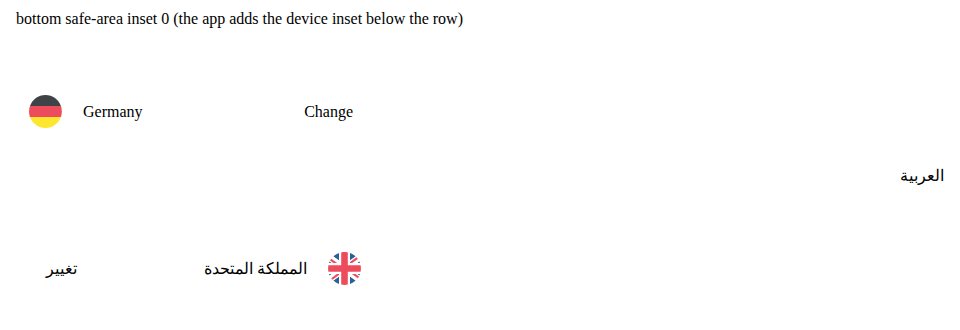 bottom safe-area inset 0 (the app adds the device inset below the row)
Germany Change
العربية
المملكة المتحدة تغيير